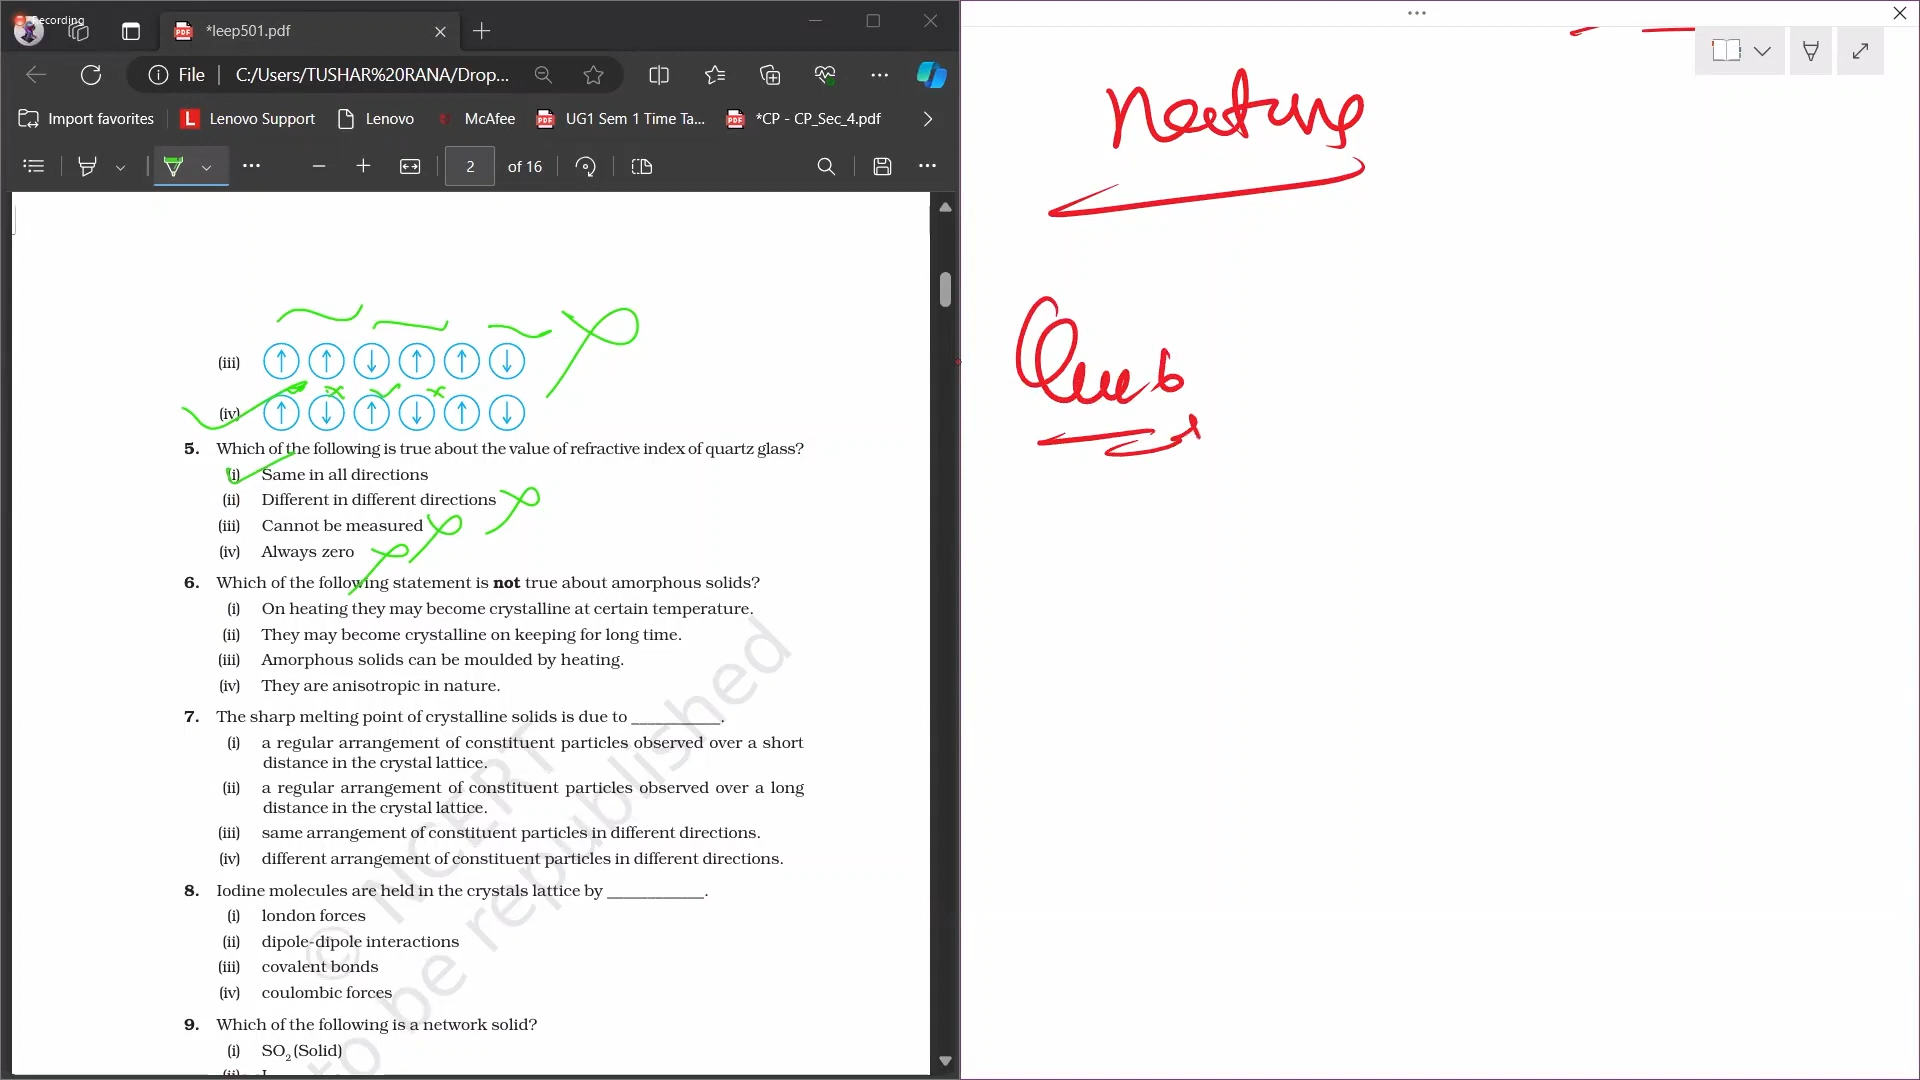 Recording
*leep501.pdf
File
C:/Users/TUSHAR%20RANA/Drop...
Import favorites
Lenovo Support
Lenovo
McAfee
UG1 Sem 1 Time Ta...
*CP - CP_Sec_4.pdf
2 of 16
(iii)
(iv)
5. Which of the following is true about the value of refractive index of quartz glass?
(i) Same in all directions
(ii) Different in different directions
(iii) Cannot be measured
(iv) Always zero
6. Which of the following statement is not true about amorphous solids?
(i) On heating they may become crystalline at certain temperature.
(ii) They may become crystalline on keeping for long time.
(iii) Amorphous solids can be moulded by heating.
(iv) They are anisotropic in nature.
7. The sharp melting point of crystalline solids is due to ___________.
(i) a regular arrangement of constituent particles observed over a short
distance in the crystal lattice.
(ii) a regular arrangement of constituent particles observed over a long
distance in the crystal lattice.
(iii) same arrangement of constituent particles in different directions.
(iv) different arrangement of constituent particles in different directions.
8. Iodine molecules are held in the crystals lattice by ____________.
(i) london forces
(ii) dipole-dipole interactions
(iii) covalent bonds
(iv) coulombic forces
9. Which of the following is a network solid?
(i) SO₂ (Solid)
© NCERT
to be republished